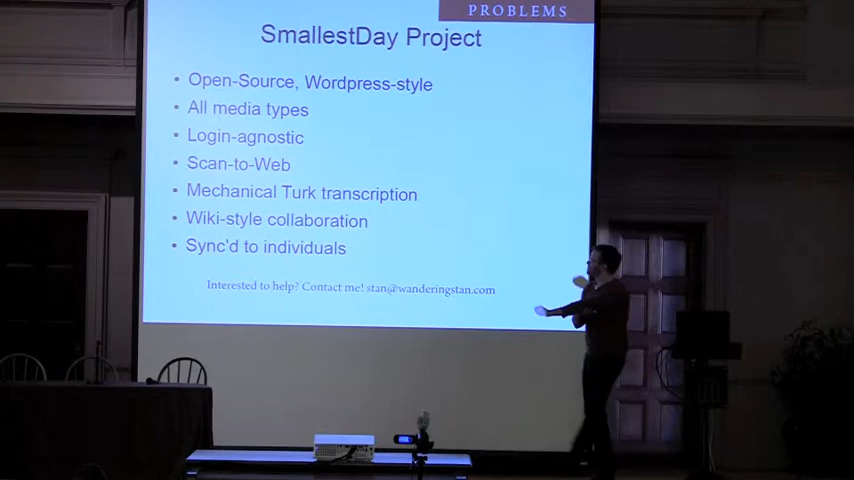 PROBLEMS
SmallestDay Project
• Open-Source, Wordpress-style
• All media types
• Login-agnostic
• Scan-to-Web
• Mechanical Turk transcription
• Wiki-style collaboration
• Sync'd to individuals
Interested to help? Contact me! stan@wanderingstan.com